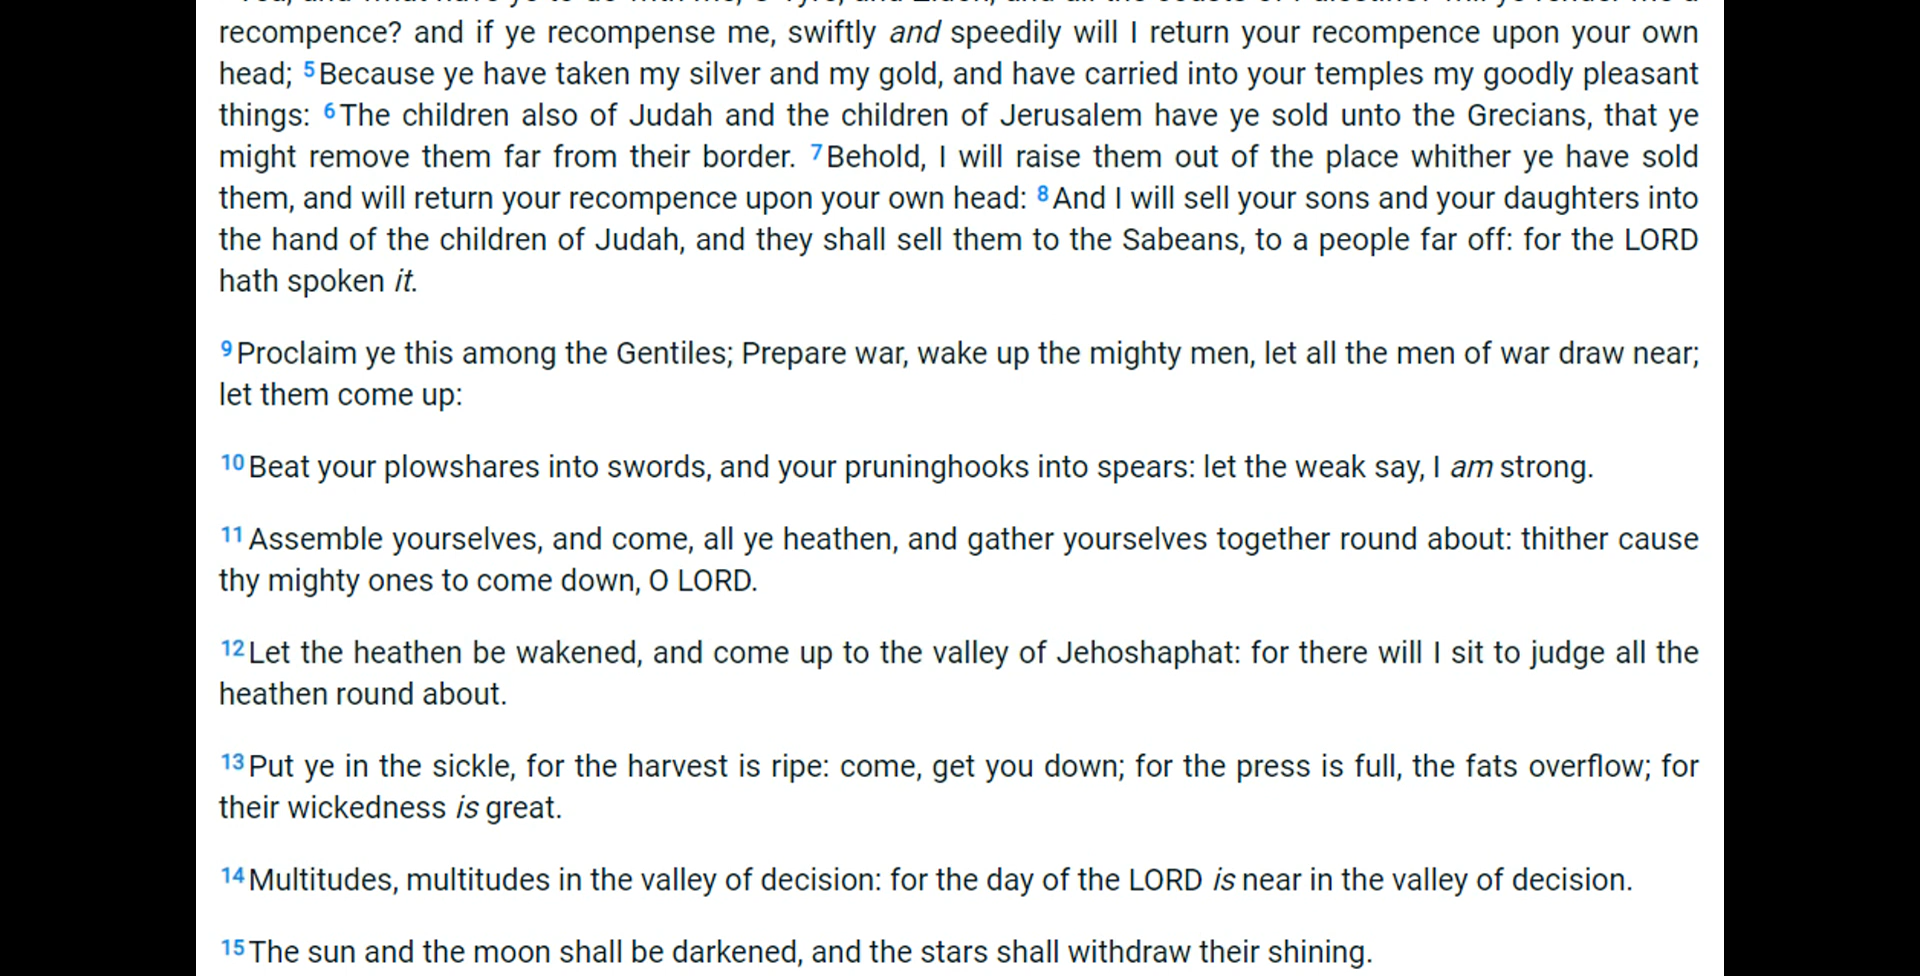 recompence? and if ye recompense me, swiftly and speedily will I return your recompence upon your own
head; 5 Because ye have taken my silver and my gold, and have carried into your temples my goodly pleasant
things: 6 The children also of Judah and the children of Jerusalem have ye sold unto the Grecians, that ye
might remove them far from their border. 7 Behold, I will raise them out of the place whither ye have sold
them, and will return your recompence upon your own head: 8 And I will sell your sons and your daughters into
the hand of the children of Judah, and they shall sell them to the Sabeans, to a people far off: for the LORD
hath spoken it.
9 Proclaim ye this among the Gentiles; Prepare war, wake up the mighty men, let all the men of war draw near;
let them come up:
10 Beat your plowshares into swords, and your pruninghooks into spears: let the weak say, I am strong.
11 Assemble yourselves, and come, all ye heathen, and gather yourselves together round about: thither cause
thy mighty ones to come down, O LORD.
12 Let the heathen be wakened, and come up to the valley of Jehoshaphat: for there will I sit to judge all the
heathen round about.
13 Put ye in the sickle, for the harvest is ripe: come, get you down; for the press is full, the fats overflow; for
their wickedness is great.
14 Multitudes, multitudes in the valley of decision: for the day of the LORD is near in the valley of decision.
15 The sun and the moon shall be darkened, and the stars shall withdraw their shining.